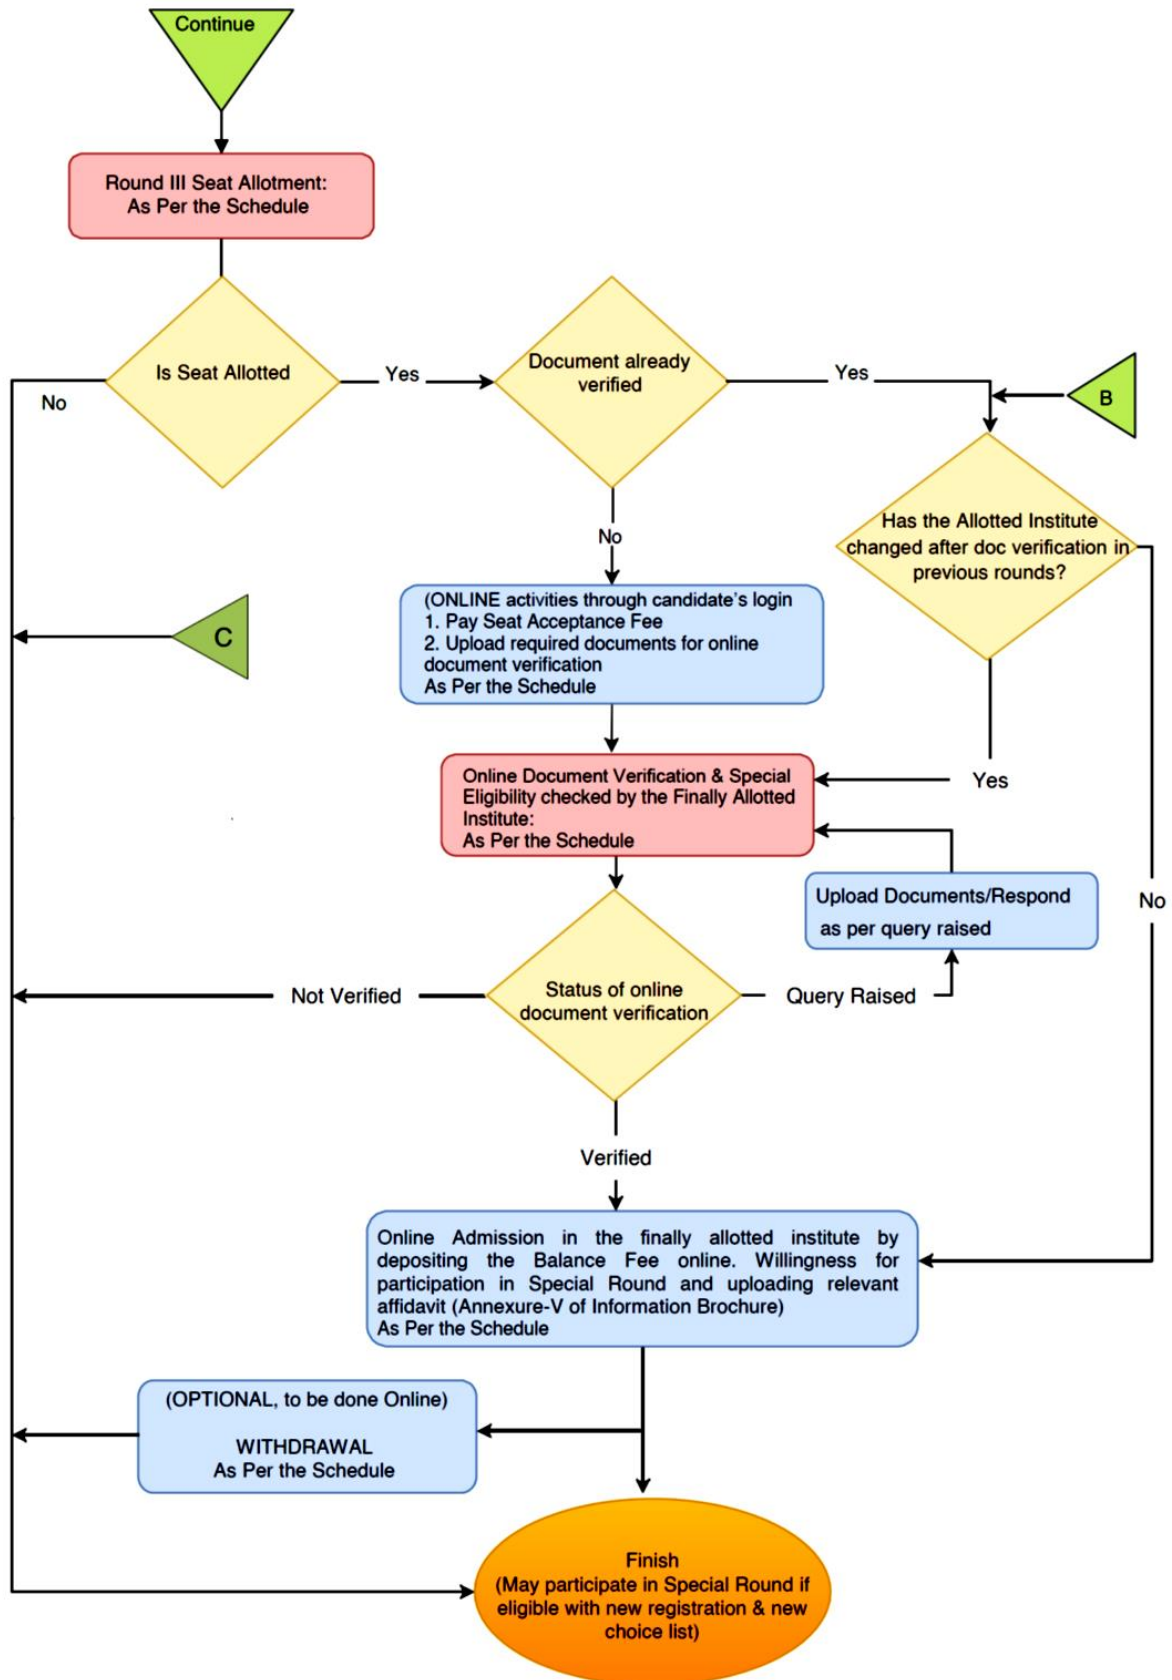 Continue
Round III Seat Allotment:
As Per the Schedule
Is Seat Allotted
Yes
Document already
verified
Yes
B
No
Has the Allotted Institute
changed after doc verification in
previous rounds?
No
(ONLINE activities through candidate's login
1. Pay Seat Acceptance Fee
2. Upload required documents for online
document verification
As Per the Schedule
C
Online Document Verification & Special
Eligibility checked by the Finally Allotted
Institute:
As Per the Schedule
Yes
Upload Documents/Respond
as per query raised
No
Not Verified
Status of online
document verification
Query Raised
Verified
Online Admission in the finally allotted institute by
depositing the Balance Fee online. Willingness for
participation in Special Round and uploading relevant
affidavit (Annexure-V of Information Brochure)
As Per the Schedule
(OPTIONAL, to be done Online)
WITHDRAWAL
As Per the Schedule
Finish
(May participate in Special Round if
eligible with new registration & new
choice list)